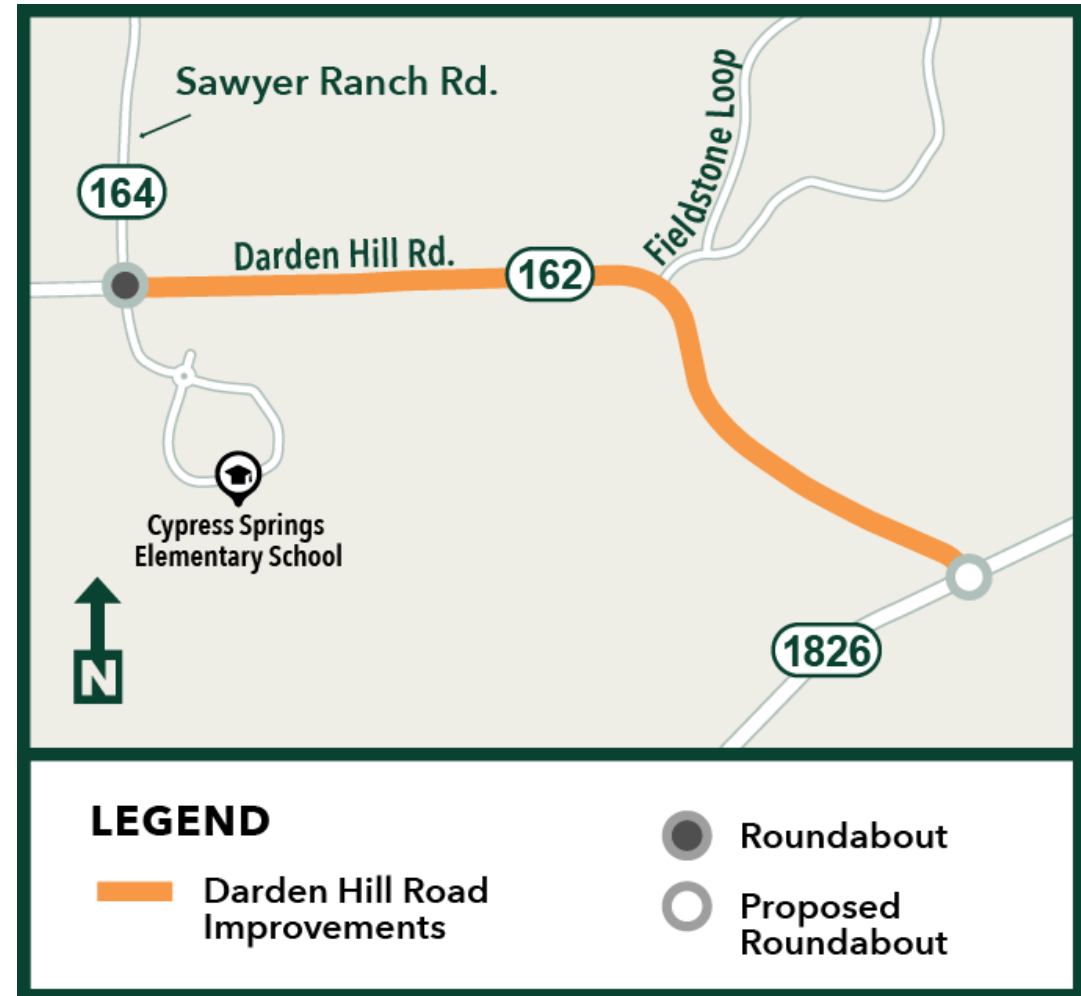 Sawyer Ranch Rd.
164
Fieldstone Loop
Darden Hill Rd.
162
Cypress Springs
Elementary School
N
1826
LEGEND
Darden Hill Road
Improvements
Roundabout
Proposed
Roundabout